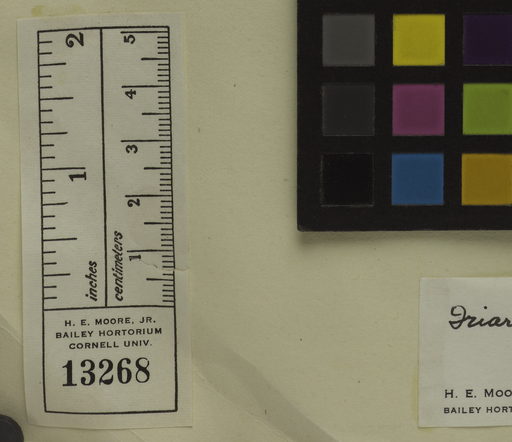 2
1
inches
5
4
3
2
1
centimeters
H. E. MOORE, JR.
BAILEY HORTORIUM
CORNELL UNIV.
13268
H. E. MOO
BAILEY HORT